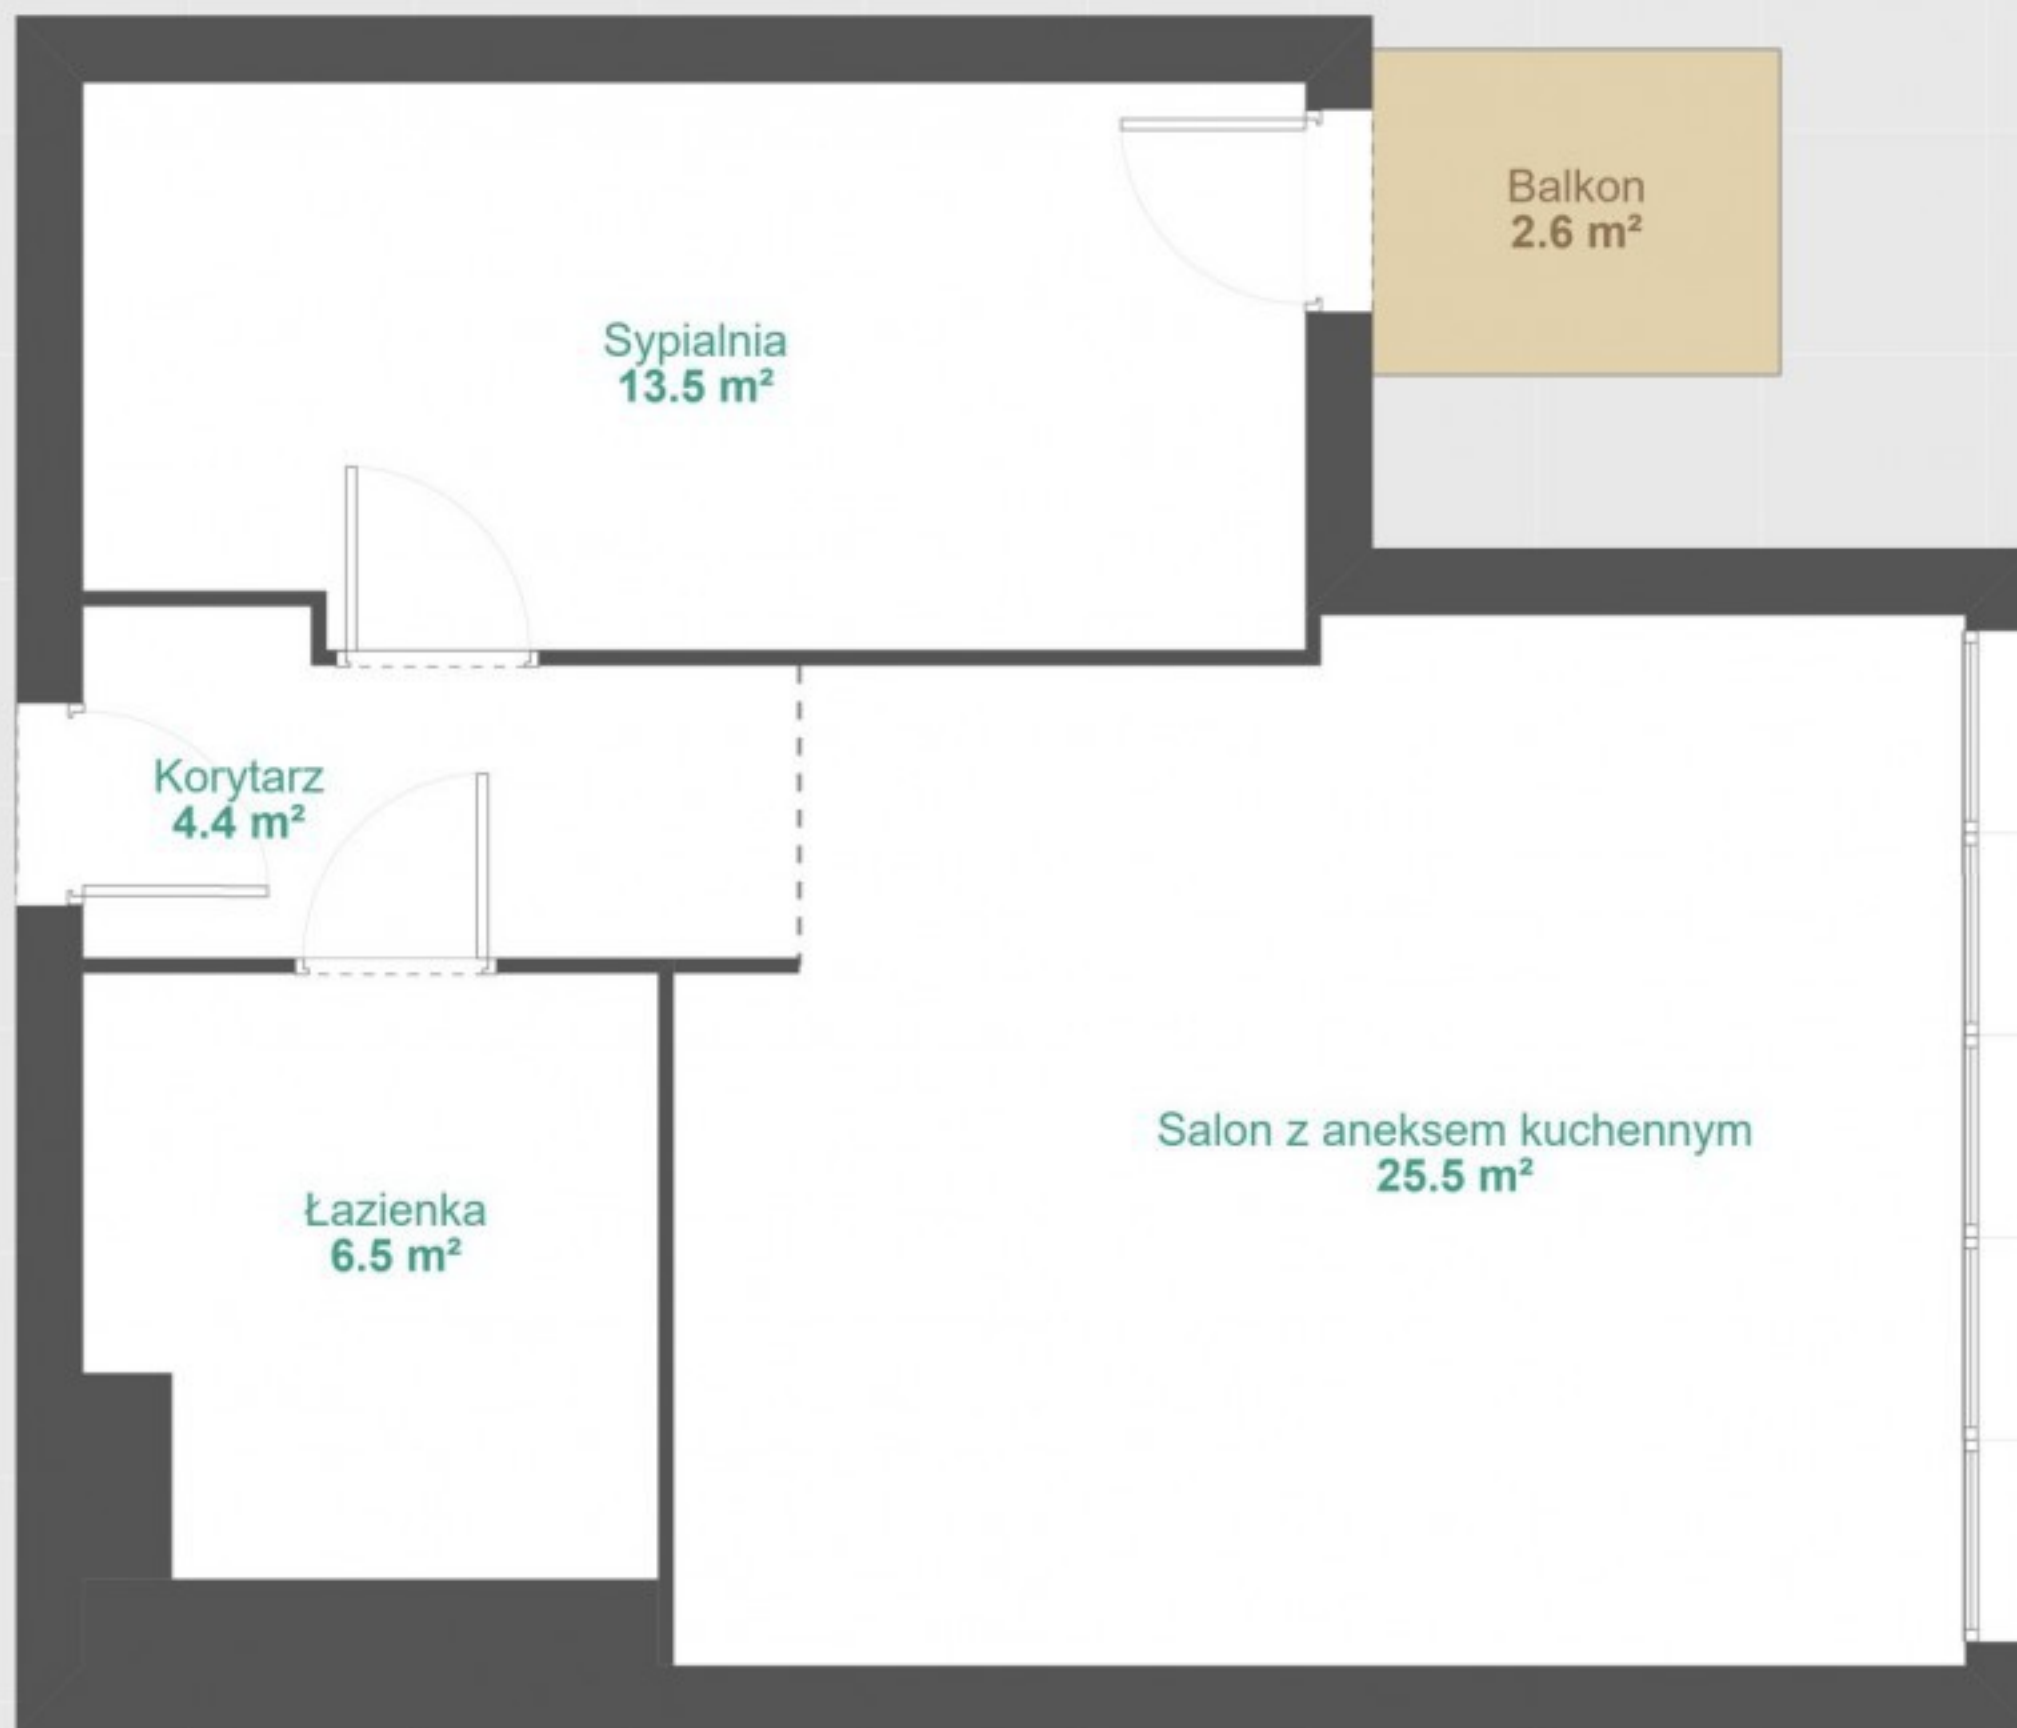 Balkon
2.6 m²
Sypialnia
13.5 m²
Korytarz
4.4 m²
Salon z aneksem kuchennym
25.5 m²
Łazienka
6.5 m²